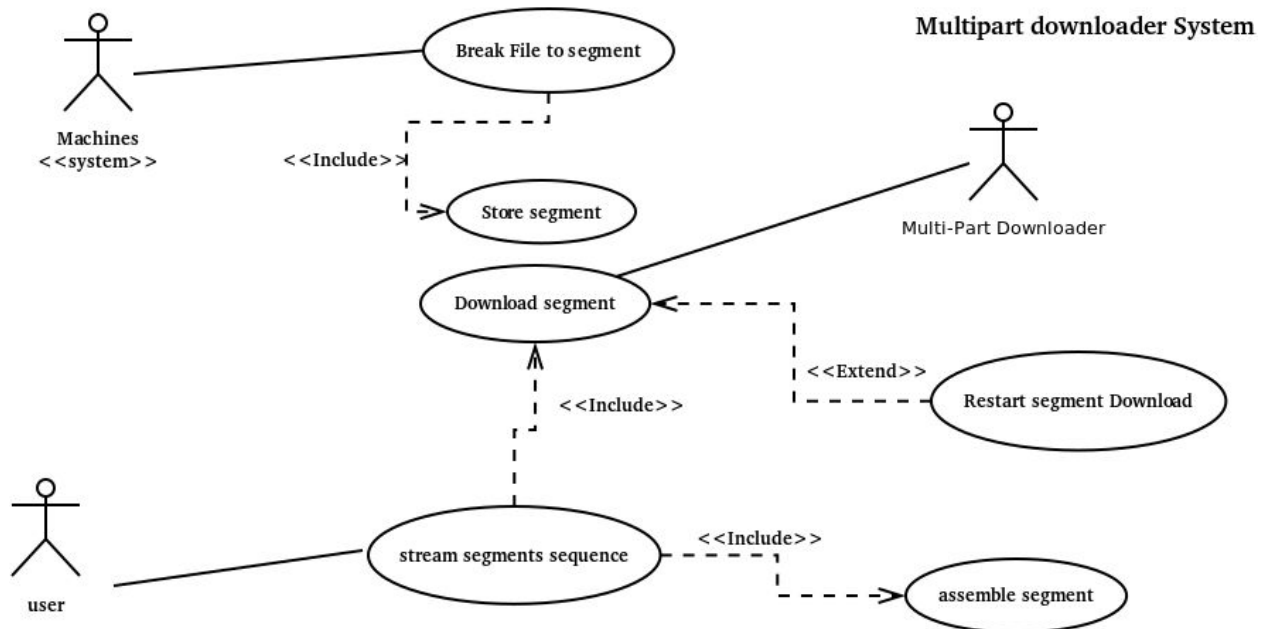 Multipart downloader System
Break File to segment
Machines
<<system>>
<<Include>>
Store segment
Multi-Part Downloader
Download segment
<<Extend>>
Restart segment Download
<<Include>>
stream segments sequence
<<Include>>
assemble segment
user